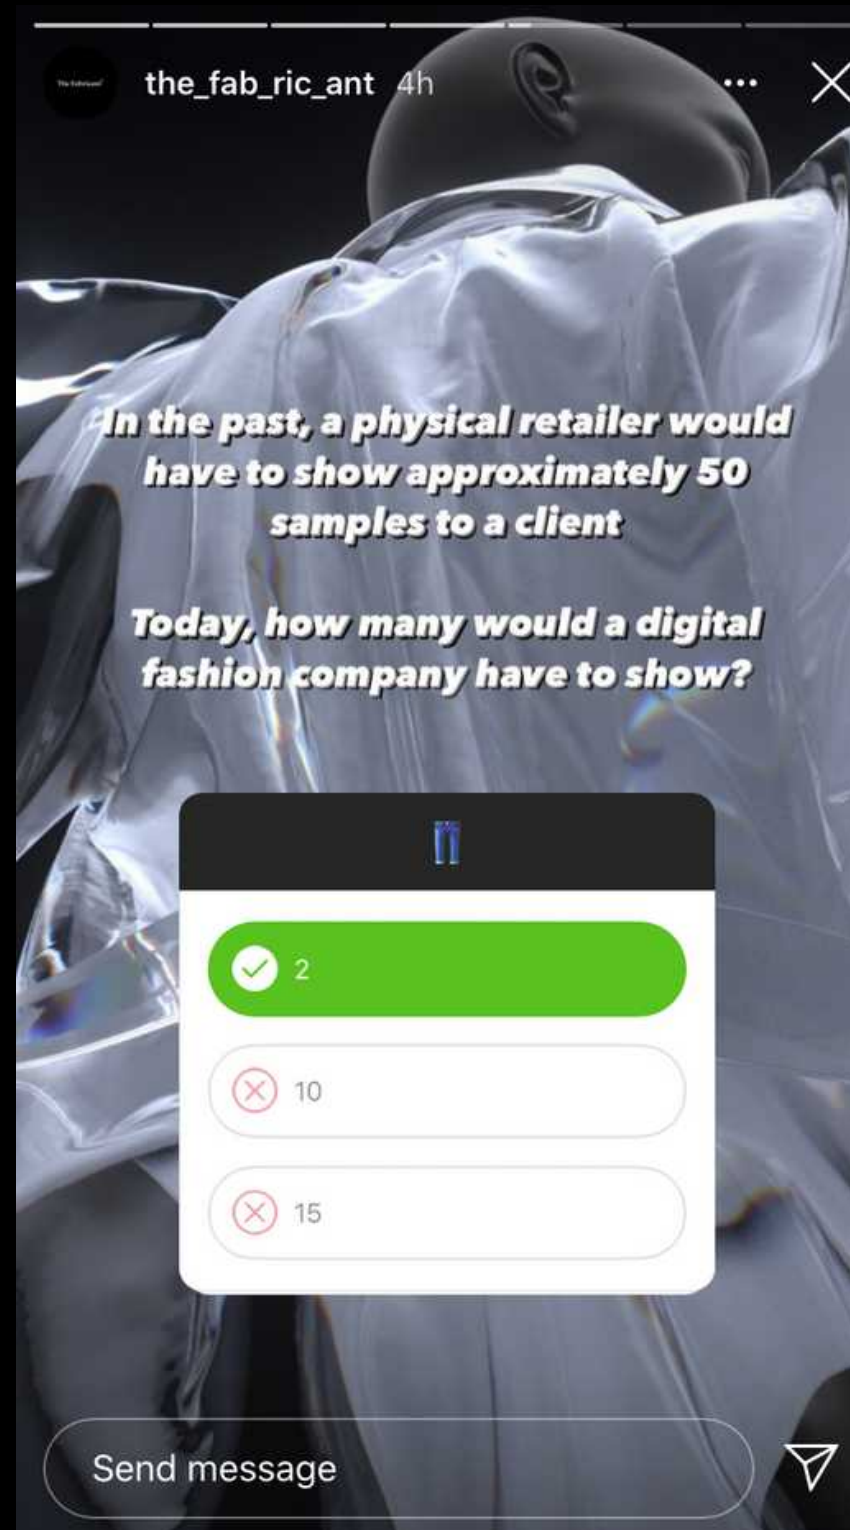 the_fab_ric_ant 4h
In the past, a physical retailer would
have to show approximately 50
samples to a client
Today, how many would a digital
fashion company have to show?
2
10
15
Send message